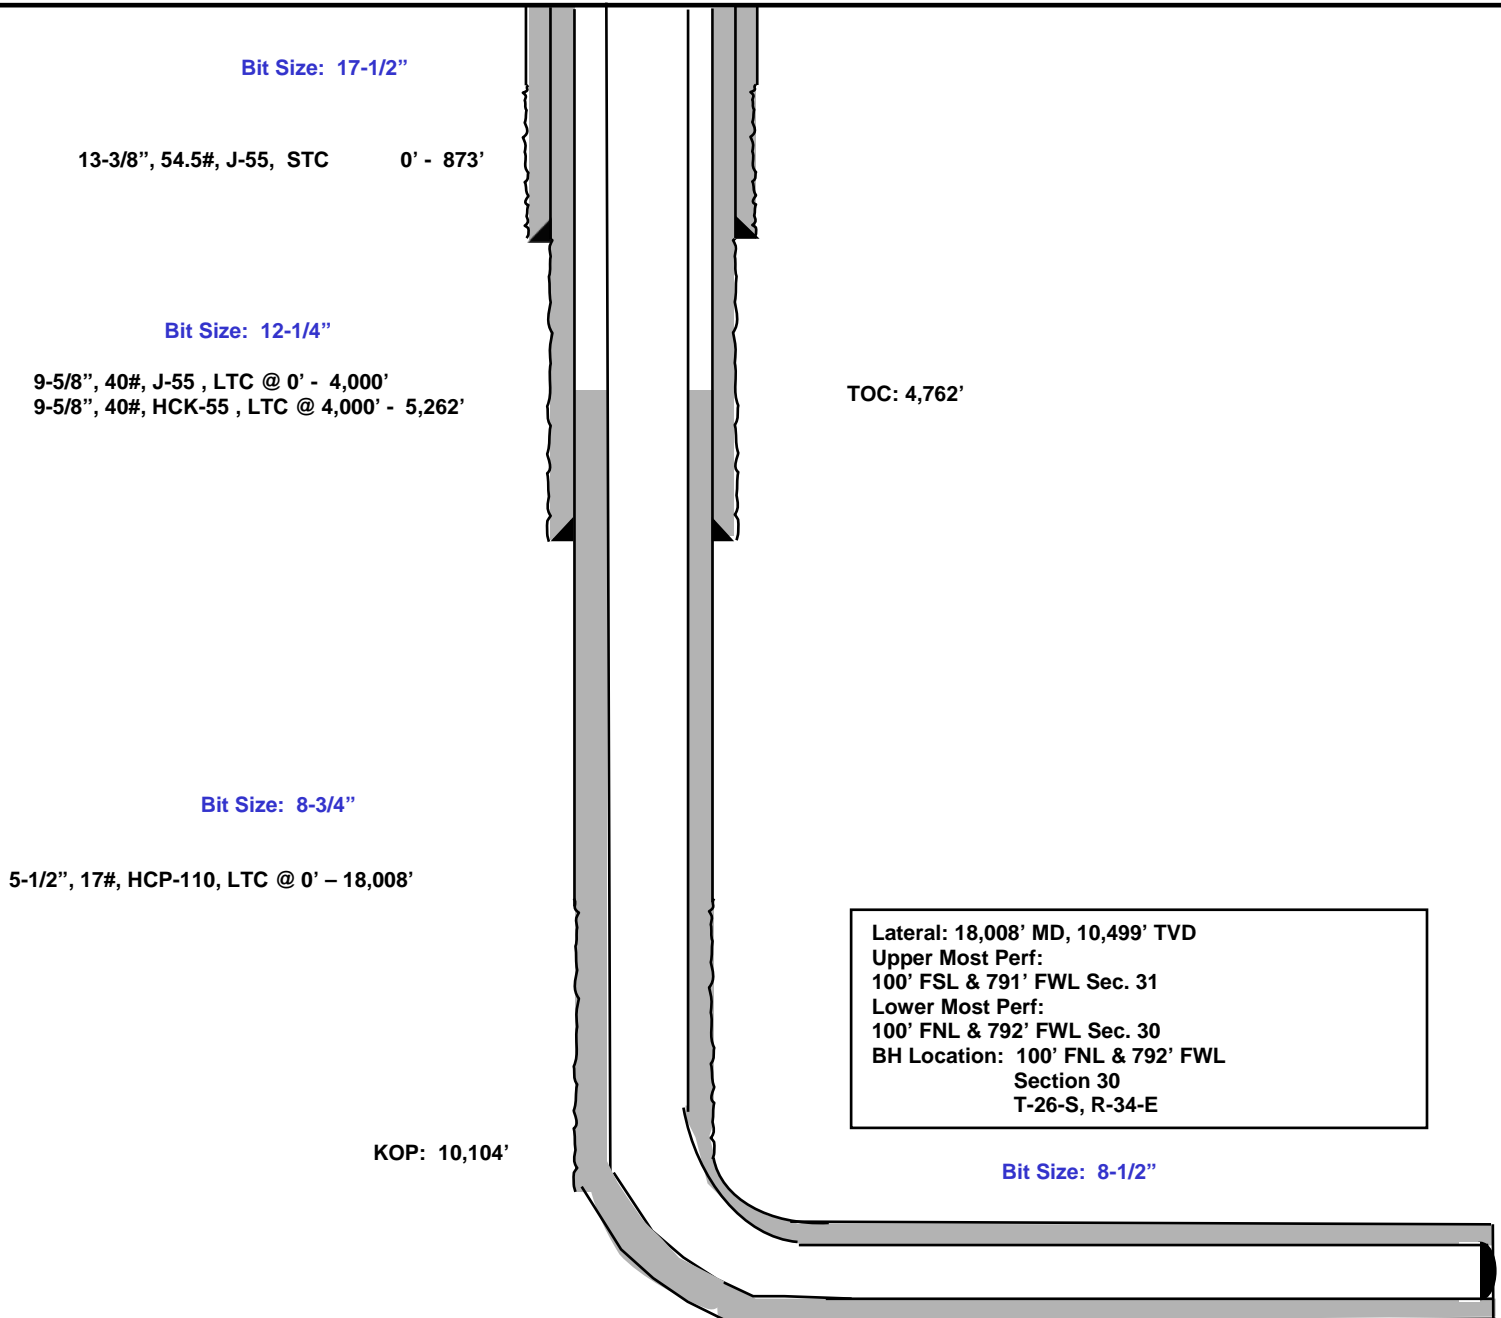 Bit Size: 17-1/2”
13-3/8”, 54.5#, J-55, STC 0’ - 873’
Bit Size: 12-1/4”
9-5/8”, 40#, J-55 , LTC @ 0’ - 4,000’
9-5/8”, 40#, HCK-55 , LTC @ 4,000’ - 5,262’
TOC: 4,762’
Bit Size: 8-3/4”
5-1/2”, 17#, HCP-110, LTC @ 0’ – 18,008’
Lateral: 18,008’ MD, 10,499’ TVD
Upper Most Perf:
100’ FSL & 791’ FWL Sec. 31
Lower Most Perf:
100’ FNL & 792’ FWL Sec. 30
BH Location: 100’ FNL & 792’ FWL
Section 30
T-26-S, R-34-E
KOP: 10,104’
Bit Size: 8-1/2”